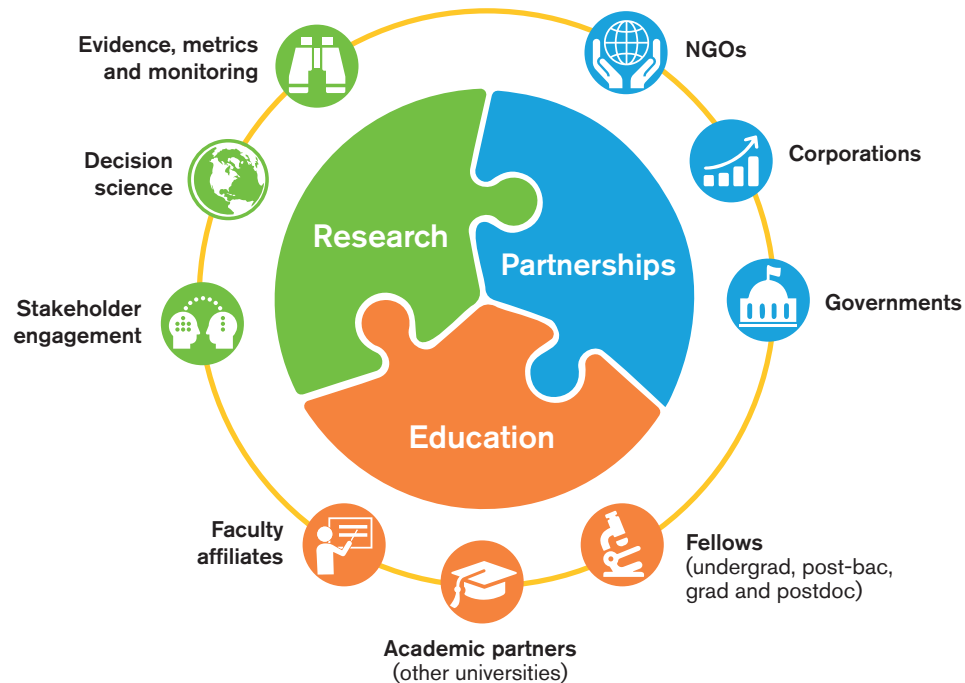 Evidence, metrics
and monitoring
NGOs
Decision
science
Corporations
Research
Partnerships
Stakeholder
engagement
Governments
Education
Faculty
affiliates
Fellows
(undergrad, post-bac,
grad and postdoc)
Academic partners
(other universities)